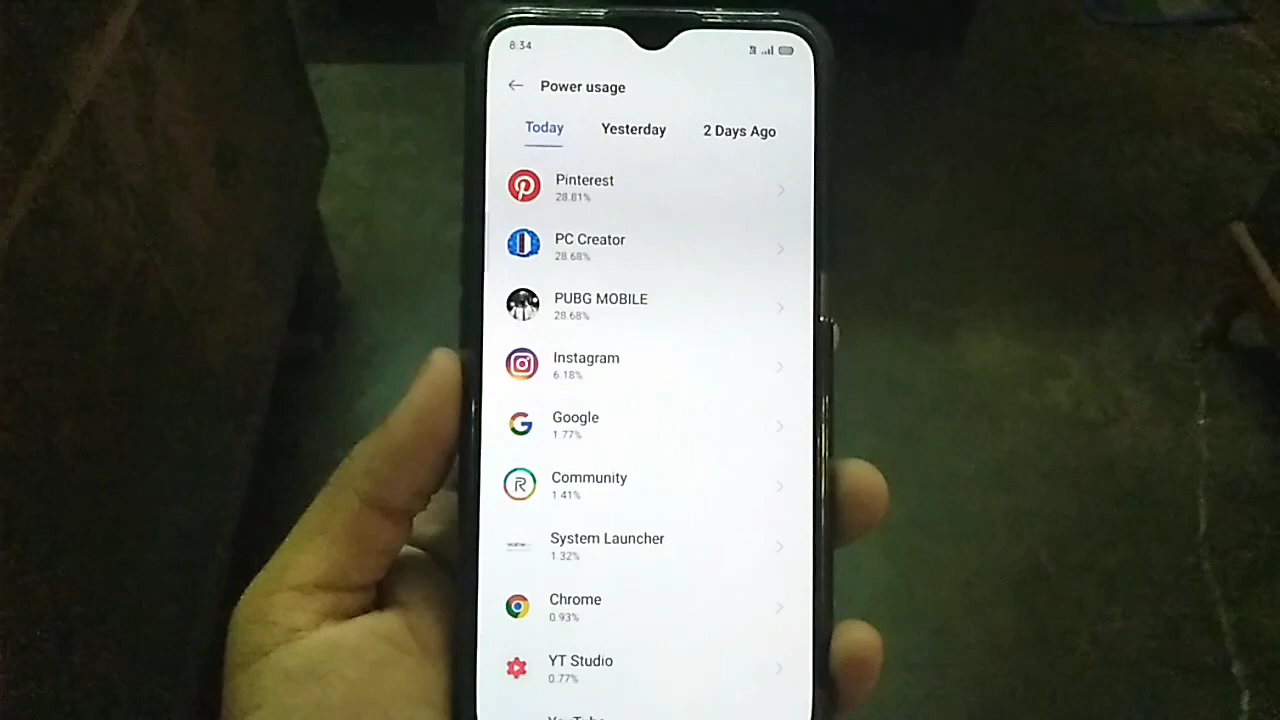 8:34
Power usage
Today Yesterday 2 Days Ago
Pinterest
28.81%
PC Creator
28.68%
PUBG MOBILE
28.68%
Instagram
6.18%
Google
1.77%
Community
1.41%
System Launcher
1.32%
Chrome
0.93%
YT Studio
0.77%
YouTube